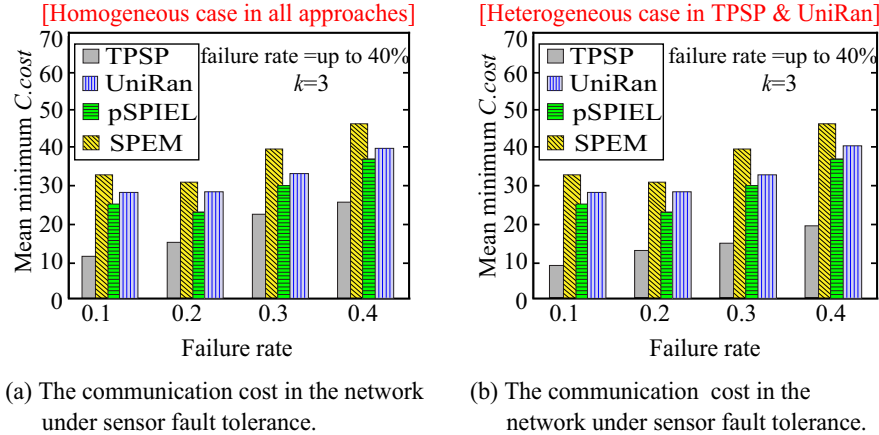 [Homogeneous case in all approaches]
70
60
50
40
30
20
10
0
Mean minimum C.cost
TPSP
UniRan
pSPIEL
SPEM
failure rate =up to 40%
k=3
0.1 0.2 0.3 0.4
Failure rate
(a) The communication cost in the network
under sensor fault tolerance.
[Heterogeneous case in TPSP & UniRan]
70
60
50
40
30
20
10
0
Mean minimum C.cost
TPSP
UniRan
pSPIEL
SPEM
failure rate =up to 40%
k=3
0.1 0.2 0.3 0.4
Failure rate
(b) The communication cost in the
network under sensor fault tolerance.